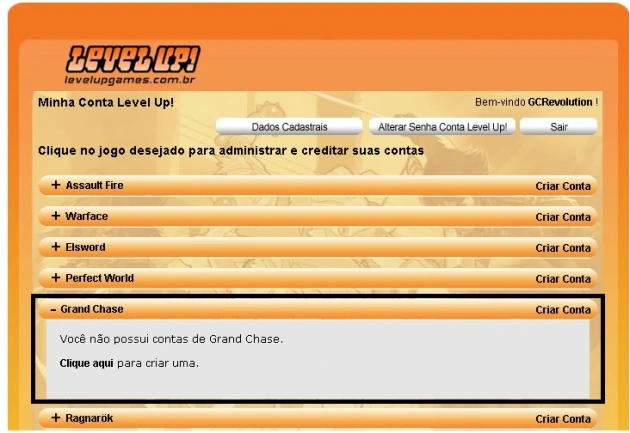 LEVEL UP!
levelupgames.com.br
Minha Conta Level Up!
Bem-vindo GCRevolution !
Dados Cadastrais
Alterar Senha Conta Level Up!
Sair
Clique no jogo desejado para administrar e creditar suas contas
+ Assault Fire
Criar Conta
+ Warface
Criar Conta
+ Elsword
Criar Conta
+ Perfect World
Criar Conta
- Grand Chase
Criar Conta
Você não possui contas de Grand Chase.
Clique aqui para criar uma.
+ Ragnarök
Criar Conta